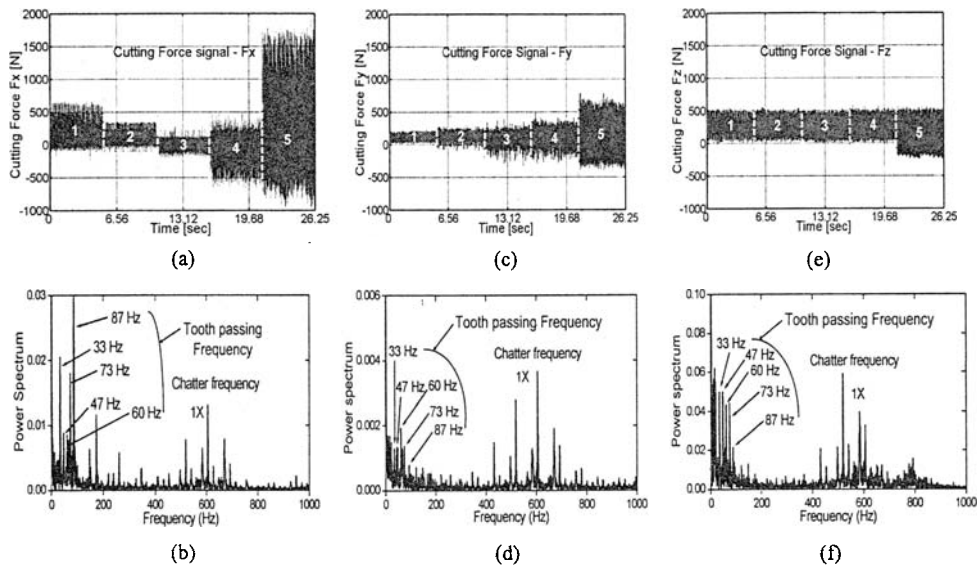 2000
1500
1000
500
0
-500
-1000
Cutting Force Fx [N]
Cutting Force signal - Fx
1
2
3
4
5
0
6.56
13.12
19.68
26.25
Time [sec]
(a)
2000
1500
1000
500
0
-500
-1000
Cutting Force Fy [N]
Cutting Force Signal - Fy
1
2
3
4
5
0
6.56
13.12
19.68
26.25
Time [sec]
(c)
2000
1500
1000
500
0
-500
-1000
Cutting Force Fz [N]
Cutting Force Signal - Fz
1
2
3
4
5
0
6.56
13.12
19.68
26.25
Time [sec]
(e)
0.03
0.02
0.01
0.00
Power Spectrum
87 Hz
33 Hz
73 Hz
47 Hz
60 Hz
Tooth passing
Frequency
Chatter frequency
1X
0
200
400
600
800
1000
Frequency (Hz)
(b)
0.006
0.004
0.002
0.000
Power spectrum
Tooth passing Frequency
33 Hz
47 Hz
60 Hz
73 Hz
87 Hz
Chatter frequency
1X
0
200
400
600
800
1000
Frequency (Hz)
(d)
0.10
0.08
0.06
0.04
0.02
0.00
Power spectrum
Tooth passing Frequency
33 Hz
47 Hz
60 Hz
73 Hz
87 Hz
Chatter frequency
1X
0
200
400
600
800
1000
Frequency (Hz)
(f)